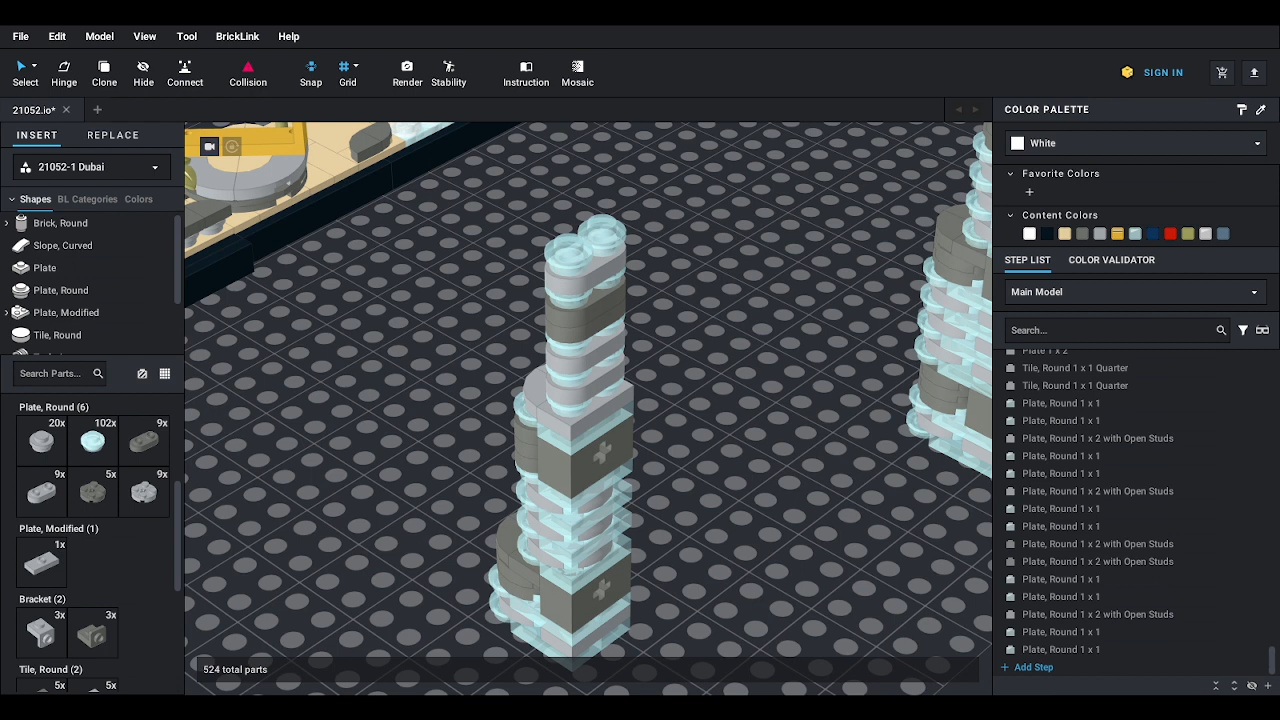 File Edit Model View Tool BrickLink Help
Select Hinge Clone Hide Connect Collision Snap Grid Render Stability Instruction Mosaic SIGN IN
21052.io*
INSERT REPLACE
21052-1 Dubai
Shapes BL Categories Colors
Brick, Round
Slope, Curved
Plate
Plate, Round
Plate, Modified
Tile, Round
Search Parts...
Plate, Round (6)
20x 102x 9x
9x 5x 9x
Plate, Modified (1)
1x
Bracket (2)
3x 3x
Tile, Round (2)
5x 5x
524 total parts
COLOR PALETTE
White
Favorite Colors
Content Colors
STEP LIST COLOR VALIDATOR
Main Model
Search...
Plate 1 x 2
Tile, Round 1 x 1 Quarter
Tile, Round 1 x 1 Quarter
Plate, Round 1 x 1
Plate, Round 1 x 1
Plate, Round 1 x 2 with Open Studs
Plate, Round 1 x 1
Plate, Round 1 x 1
Plate, Round 1 x 2 with Open Studs
Plate, Round 1 x 1
Plate, Round 1 x 1
Plate, Round 1 x 2 with Open Studs
Plate, Round 1 x 2 with Open Studs
Plate, Round 1 x 1
Plate, Round 1 x 1
Plate, Round 1 x 2 with Open Studs
Plate, Round 1 x 1
Plate, Round 1 x 1
+ Add Step